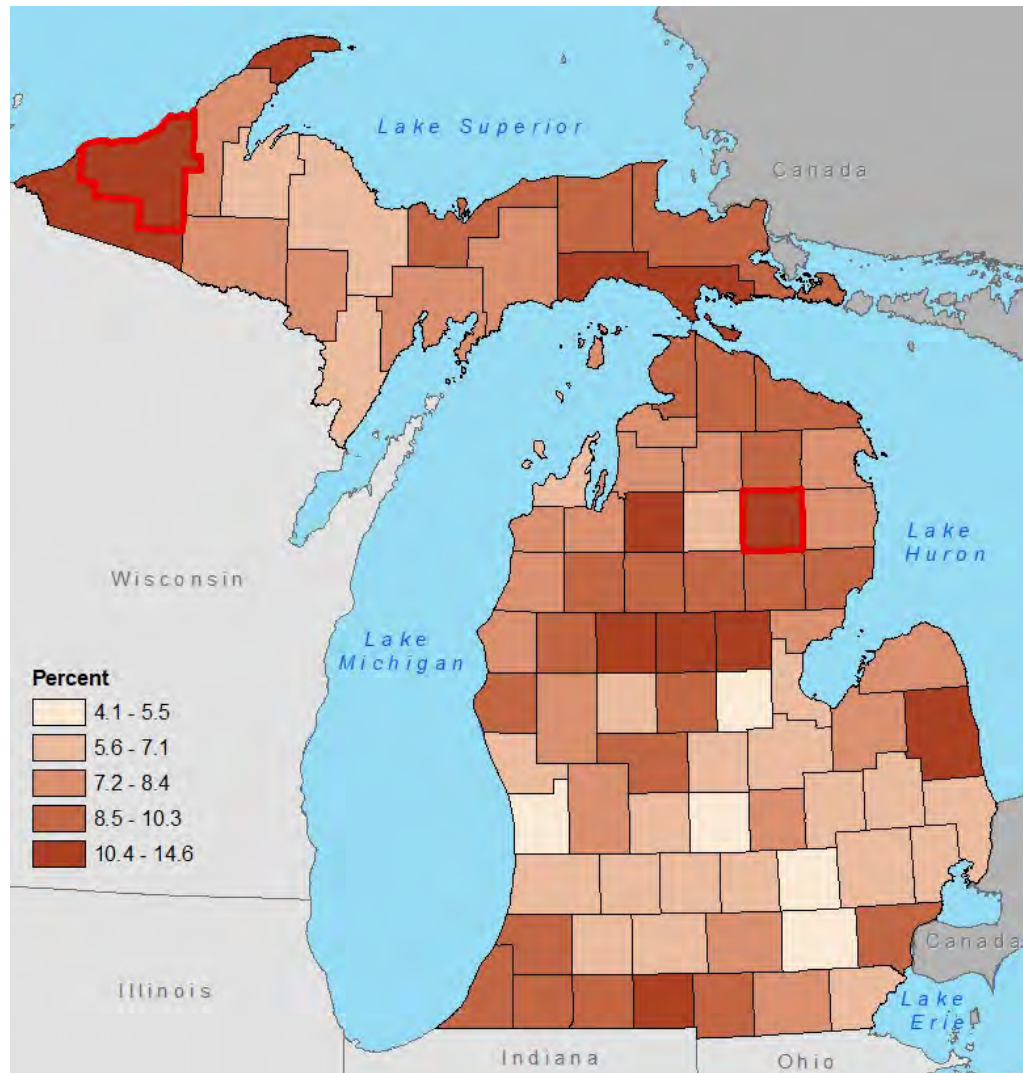 Lake Superior
Canada
Wisconsin
Lake
Huron
Lake
Michigan
Percent
4.1 - 5.5
5.6 - 7.1
7.2 - 8.4
8.5 - 10.3
10.4 - 14.6
Canada
Illinois
Lake
Erie
Indiana
Ohio